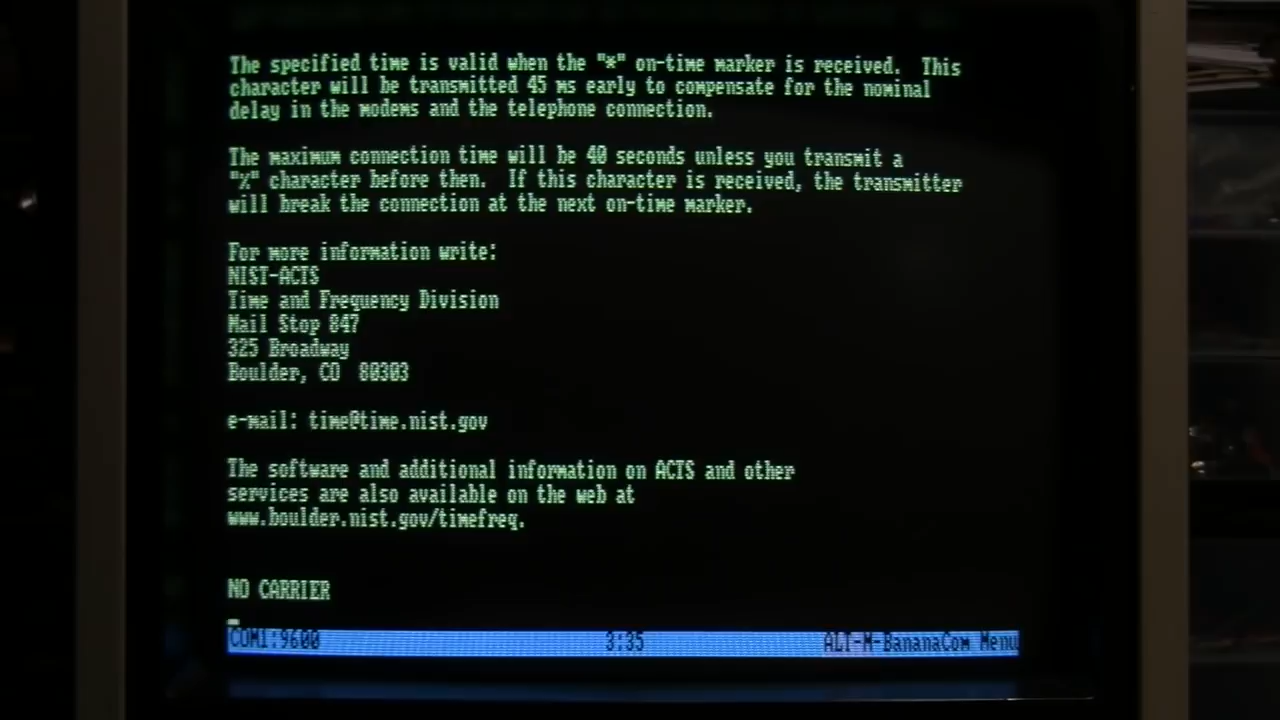 The specified time is valid when the "*" on-time marker is received.  This
character will be transmitted 45 ms early to compensate for the nominal
delay in the modems and the telephone connection.
The maximum connection time will be 40 seconds unless you transmit a
"%" character before then.  If this character is received, the transmitter
will break the connection at the next on-time marker.
For more information write:
NIST-ACTS
Time and Frequency Division
Mail Stop 847
325 Broadway
Boulder, CO  80303
e-mail: time@time.nist.gov
The software and additional information on ACTS and other
services are also available on the web at
www.boulder.nist.gov/timefreq.
NO CARRIER
COM1:9600 3:35 ALT-M-BananaCom Menu